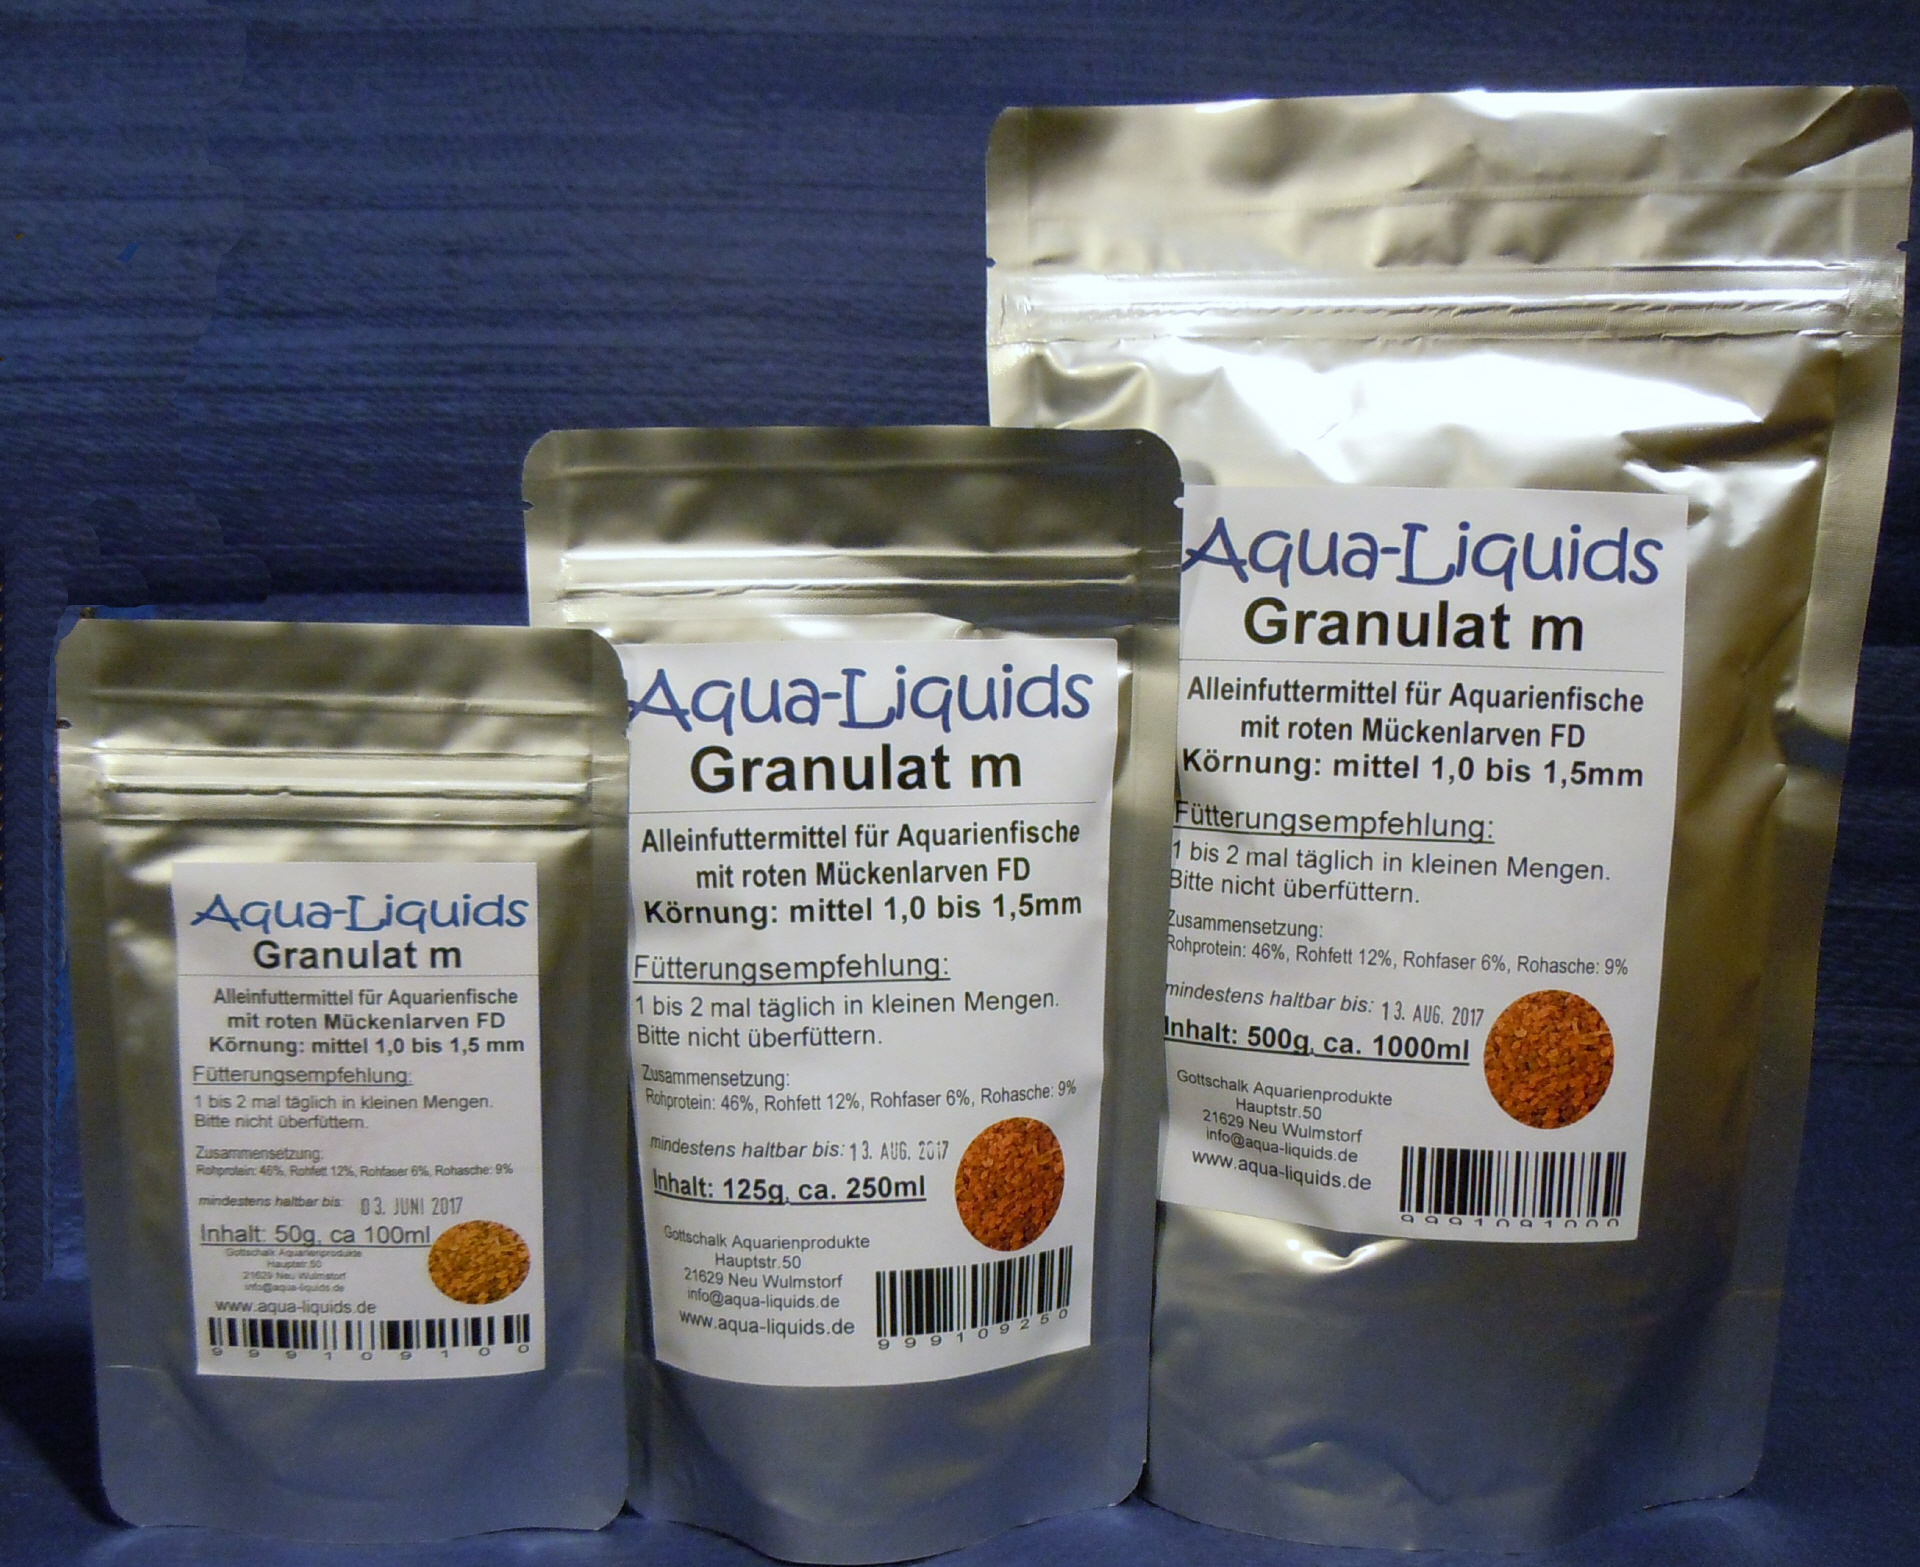 Aqua-Liquids
Granulat m
Alleinfuttermittel für Aquarienfische
mit roten Mückenlarven FD
Körnung: mittel 1,0 bis 1,5 mm
Fütterungsempfehlung:
1 bis 2 mal täglich in kleinen Mengen.
Bitte nicht überfüttern.
Zusammensetzung:
Rohprotein: 46%, Rohfett 12%, Rohfaser 6%, Rohasche: 9%
mindestens haltbar bis: 03. JUNI 2017
Inhalt: 50g, ca 100ml
Gottschalk Aquarienprodukte
Hauptstr.50
21629 Neu Wulmstorf
info@aqua-liquids.de
www.aqua-liquids.de
999109100
Aqua-Liquids
Granulat m
Alleinfuttermittel für Aquarienfische
mit roten Mückenlarven FD
Körnung: mittel 1,0 bis 1,5mm
Fütterungsempfehlung:
1 bis 2 mal täglich in kleinen Mengen.
Bitte nicht überfüttern.
Zusammensetzung:
Rohprotein: 46%, Rohfett 12%, Rohfaser 6%, Rohasche: 9%
mindestens haltbar bis: 13. AUG. 2017
Inhalt: 125g, ca. 250ml
Gottschalk Aquarienprodukte
Hauptstr.50
21629 Neu Wulmstorf
info@aqua-liquids.de
www.aqua-liquids.de
999109250
Aqua-Liquids
Granulat m
Alleinfuttermittel für Aquarienfische
mit roten Mückenlarven FD
Körnung: mittel 1,0 bis 1,5mm
Fütterungsempfehlung:
1 bis 2 mal täglich in kleinen Mengen.
Bitte nicht überfüttern.
Zusammensetzung:
Rohprotein: 46%, Rohfett 12%, Rohfaser 6%, Rohasche: 9%
mindestens haltbar bis: 13. AUG. 2017
Inhalt: 500g, ca. 1000ml
Gottschalk Aquarienprodukte
Hauptstr.50
21629 Neu Wulmstorf
info@aqua-liquids.de
www.aqua-liquids.de
9991091000